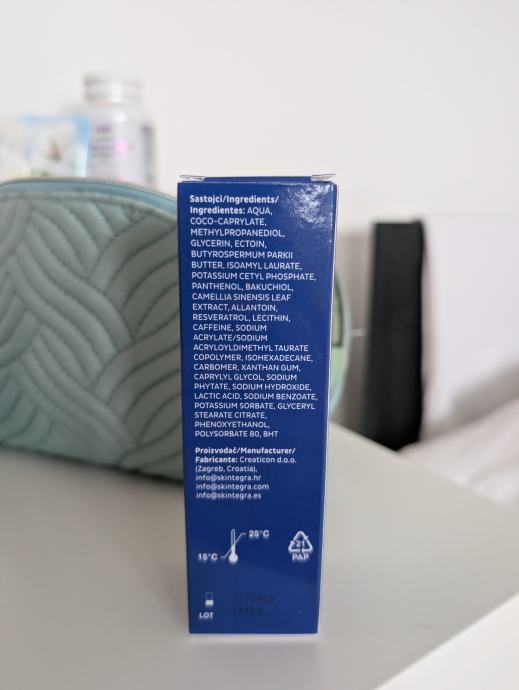 Sastojci/Ingredients/
Ingredientes: AQUA,
COCO-CAPRYLATE,
METHYLPROPANEDIOL,
GLYCERIN, ECTOIN,
BUTYROSPERMUM PARKII
BUTTER, ISOAMYL LAURATE,
POTASSIUM CETYL PHOSPHATE,
PANTHENOL, BAKUCHIOL,
CAMELLIA SINENSIS LEAF
EXTRACT, ALLANTOIN,
RESVERATROL, LECITHIN,
CAFFEINE, SODIUM
ACRYLATE/SODIUM
ACRYLOYLDIMETHYL TAURATE
COPOLYMER, ISOHEXADECANE,
CARBOMER, XANTHAN GUM,
CAPRYLYL GLYCOL, SODIUM
PHYTATE, SODIUM HYDROXIDE,
LACTIC ACID, SODIUM BENZOATE,
POTASSIUM SORBATE, GLYCERYL
STEARATE CITRATE,
PHENOXYETHANOL,
POLYSORBATE 80, BHT
Proizvođač/Manufacturer/
Fabricante: Creaticon d.o.o.
(Zagreb, Croatia),
info@skintegra.hr
info@skintegra.com
info@skintegra.es
25°C
15°C
21
PAP
LOT